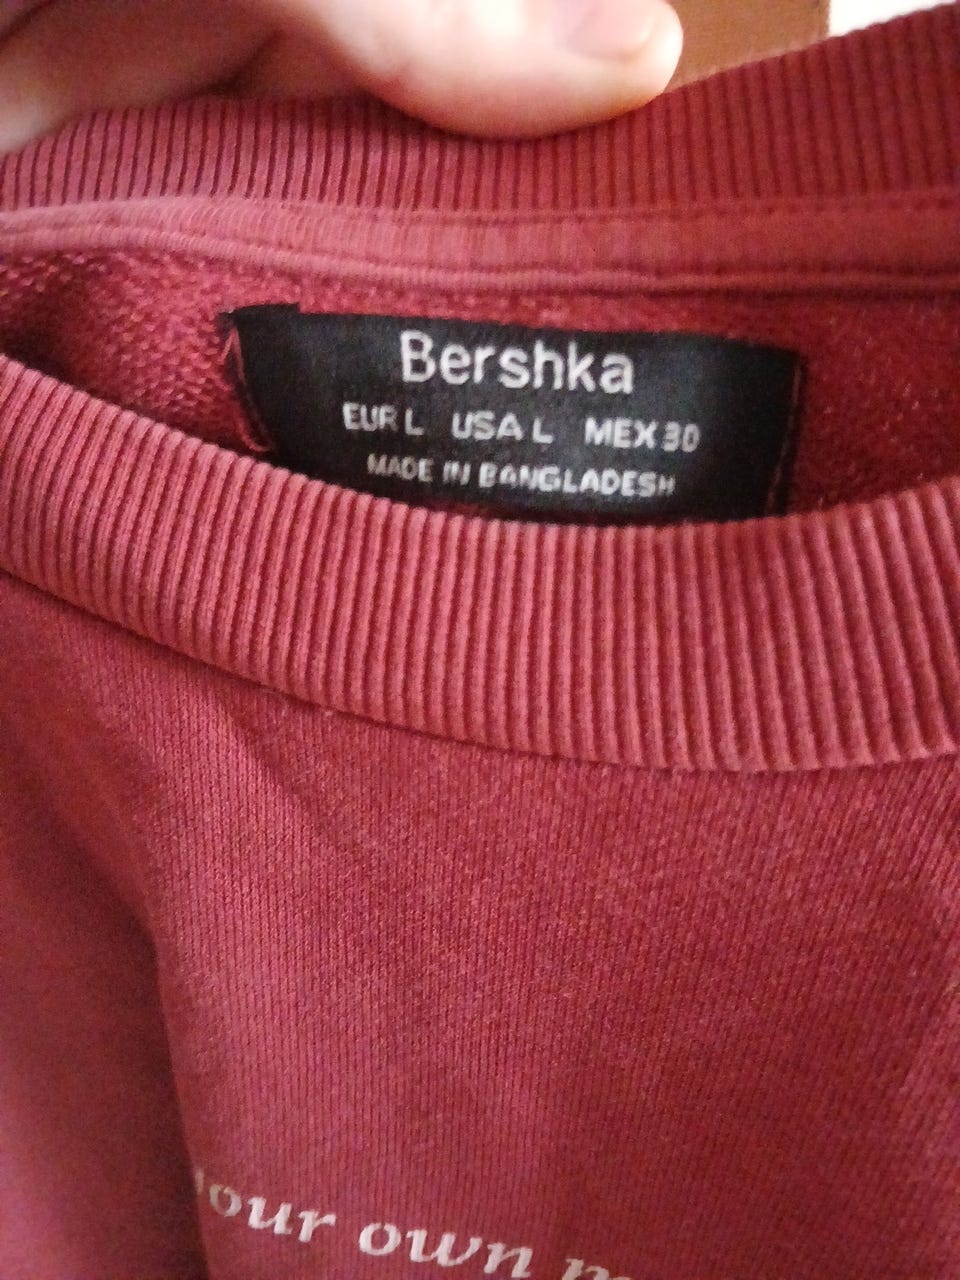 Bershka
EUR L USA L MEX 30
MADE IN BANGLADESH
your own